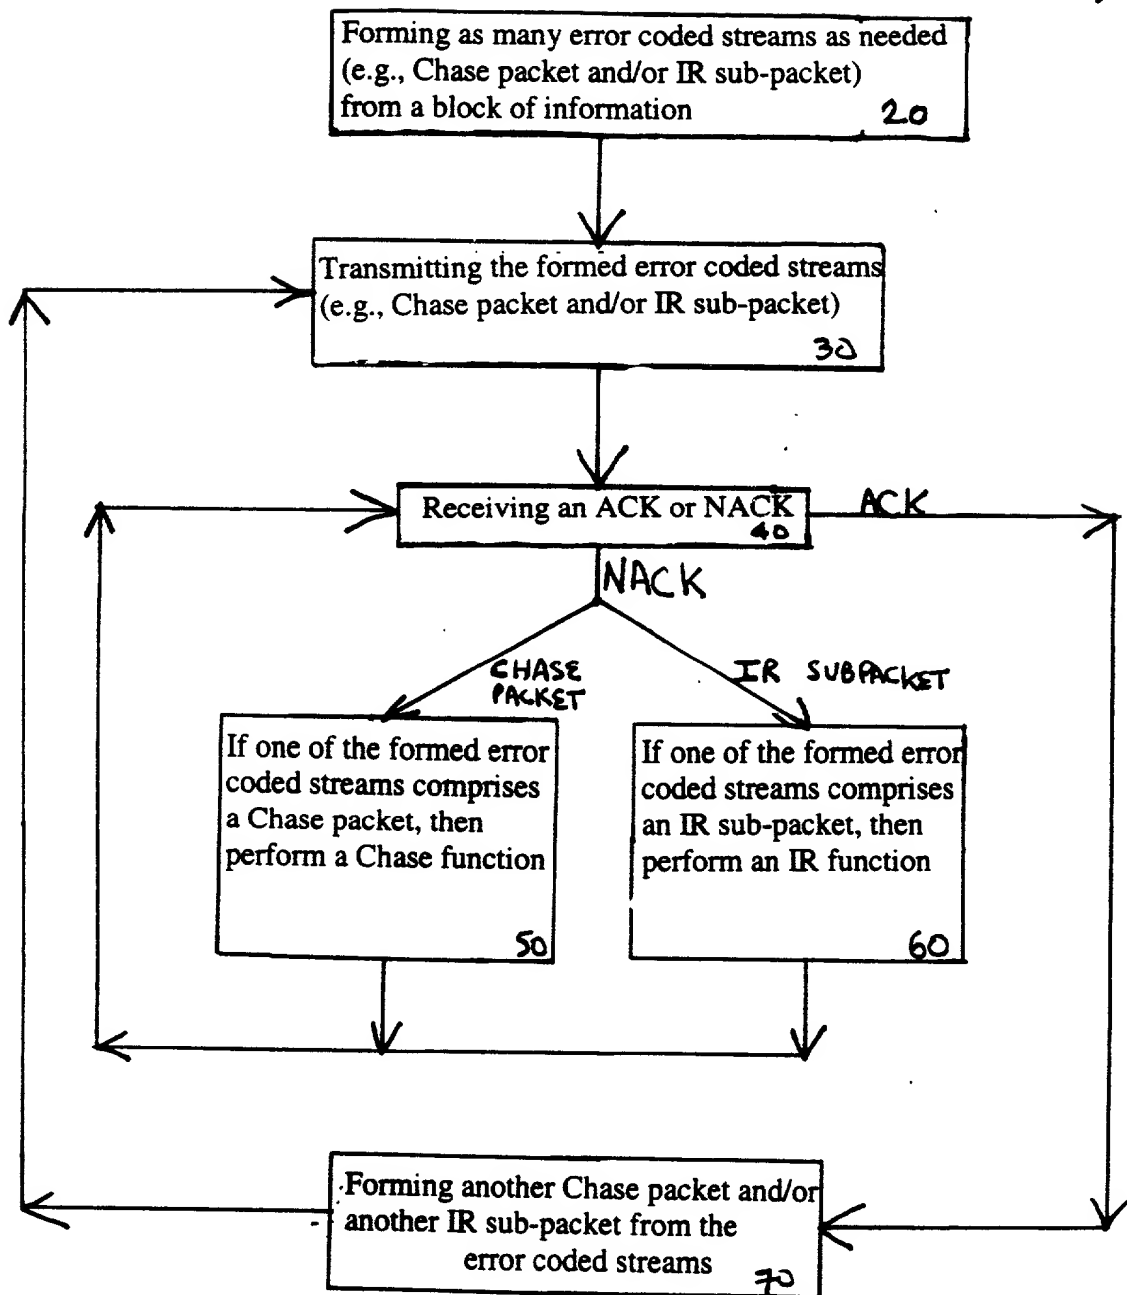 Forming as many error coded streams as needed
(e.g., Chase packet and/or IR sub-packet)
from a block of information
20
Transmitting the formed error coded streams
(e.g., Chase packet and/or IR sub-packet)
30
Receiving an ACK or NACK
40
ACK
NACK
CHASE
PACKET
IR SUBPACKET
If one of the formed error
coded streams comprises
a Chase packet, then
perform a Chase function
50
If one of the formed error
coded streams comprises
an IR sub-packet, then
perform an IR function
60
Forming another Chase packet and/or
another IR sub-packet from the
error coded streams
70